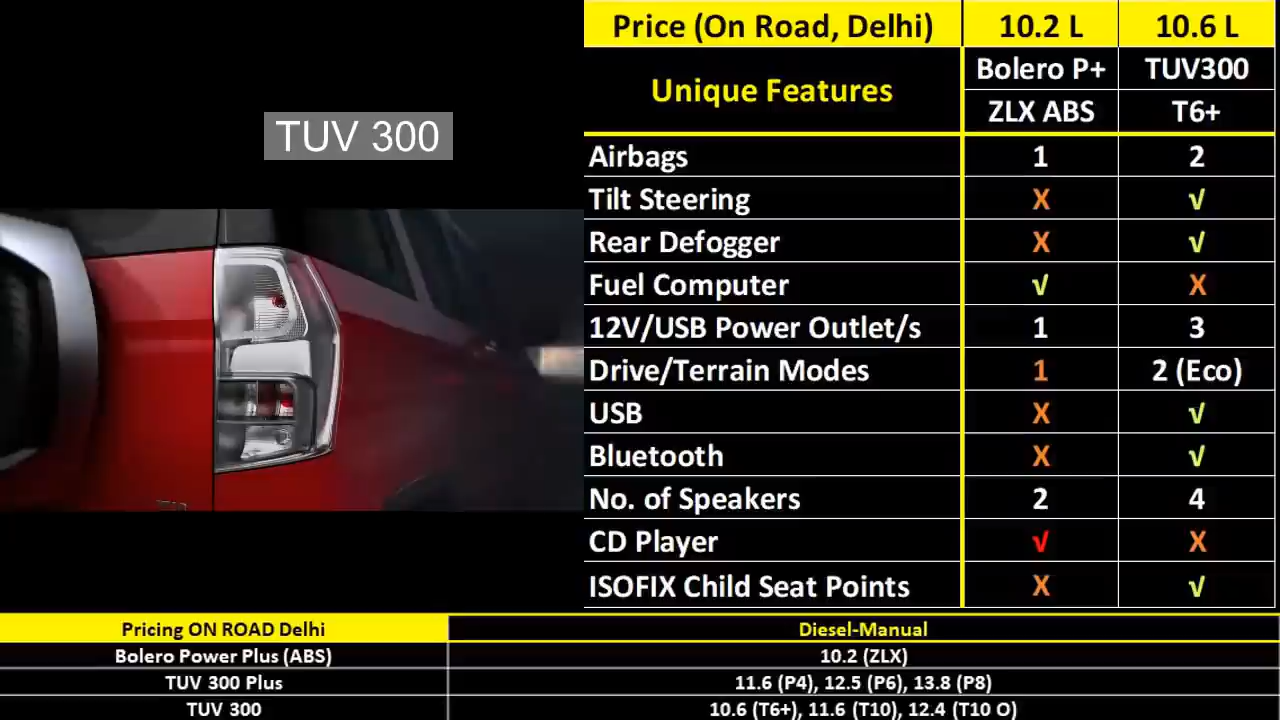 TUV 300
Price (On Road, Delhi) 10.2 L 10.6 L
Unique Features Bolero P+ TUV300
ZLX ABS T6+
Airbags 1 2
Tilt Steering X √
Rear Defogger X √
Fuel Computer √ X
12V/USB Power Outlet/s 1 3
Drive/Terrain Modes 1 2 (Eco)
USB X √
Bluetooth X √
No. of Speakers 2 4
CD Player √ X
ISOFIX Child Seat Points X √
Pricing ON ROAD Delhi Diesel-Manual
Bolero Power Plus (ABS) 10.2 (ZLX)
TUV 300 Plus 11.6 (P4), 12.5 (P6), 13.8 (P8)
TUV 300 10.6 (T6+), 11.6 (T10), 12.4 (T10 O)